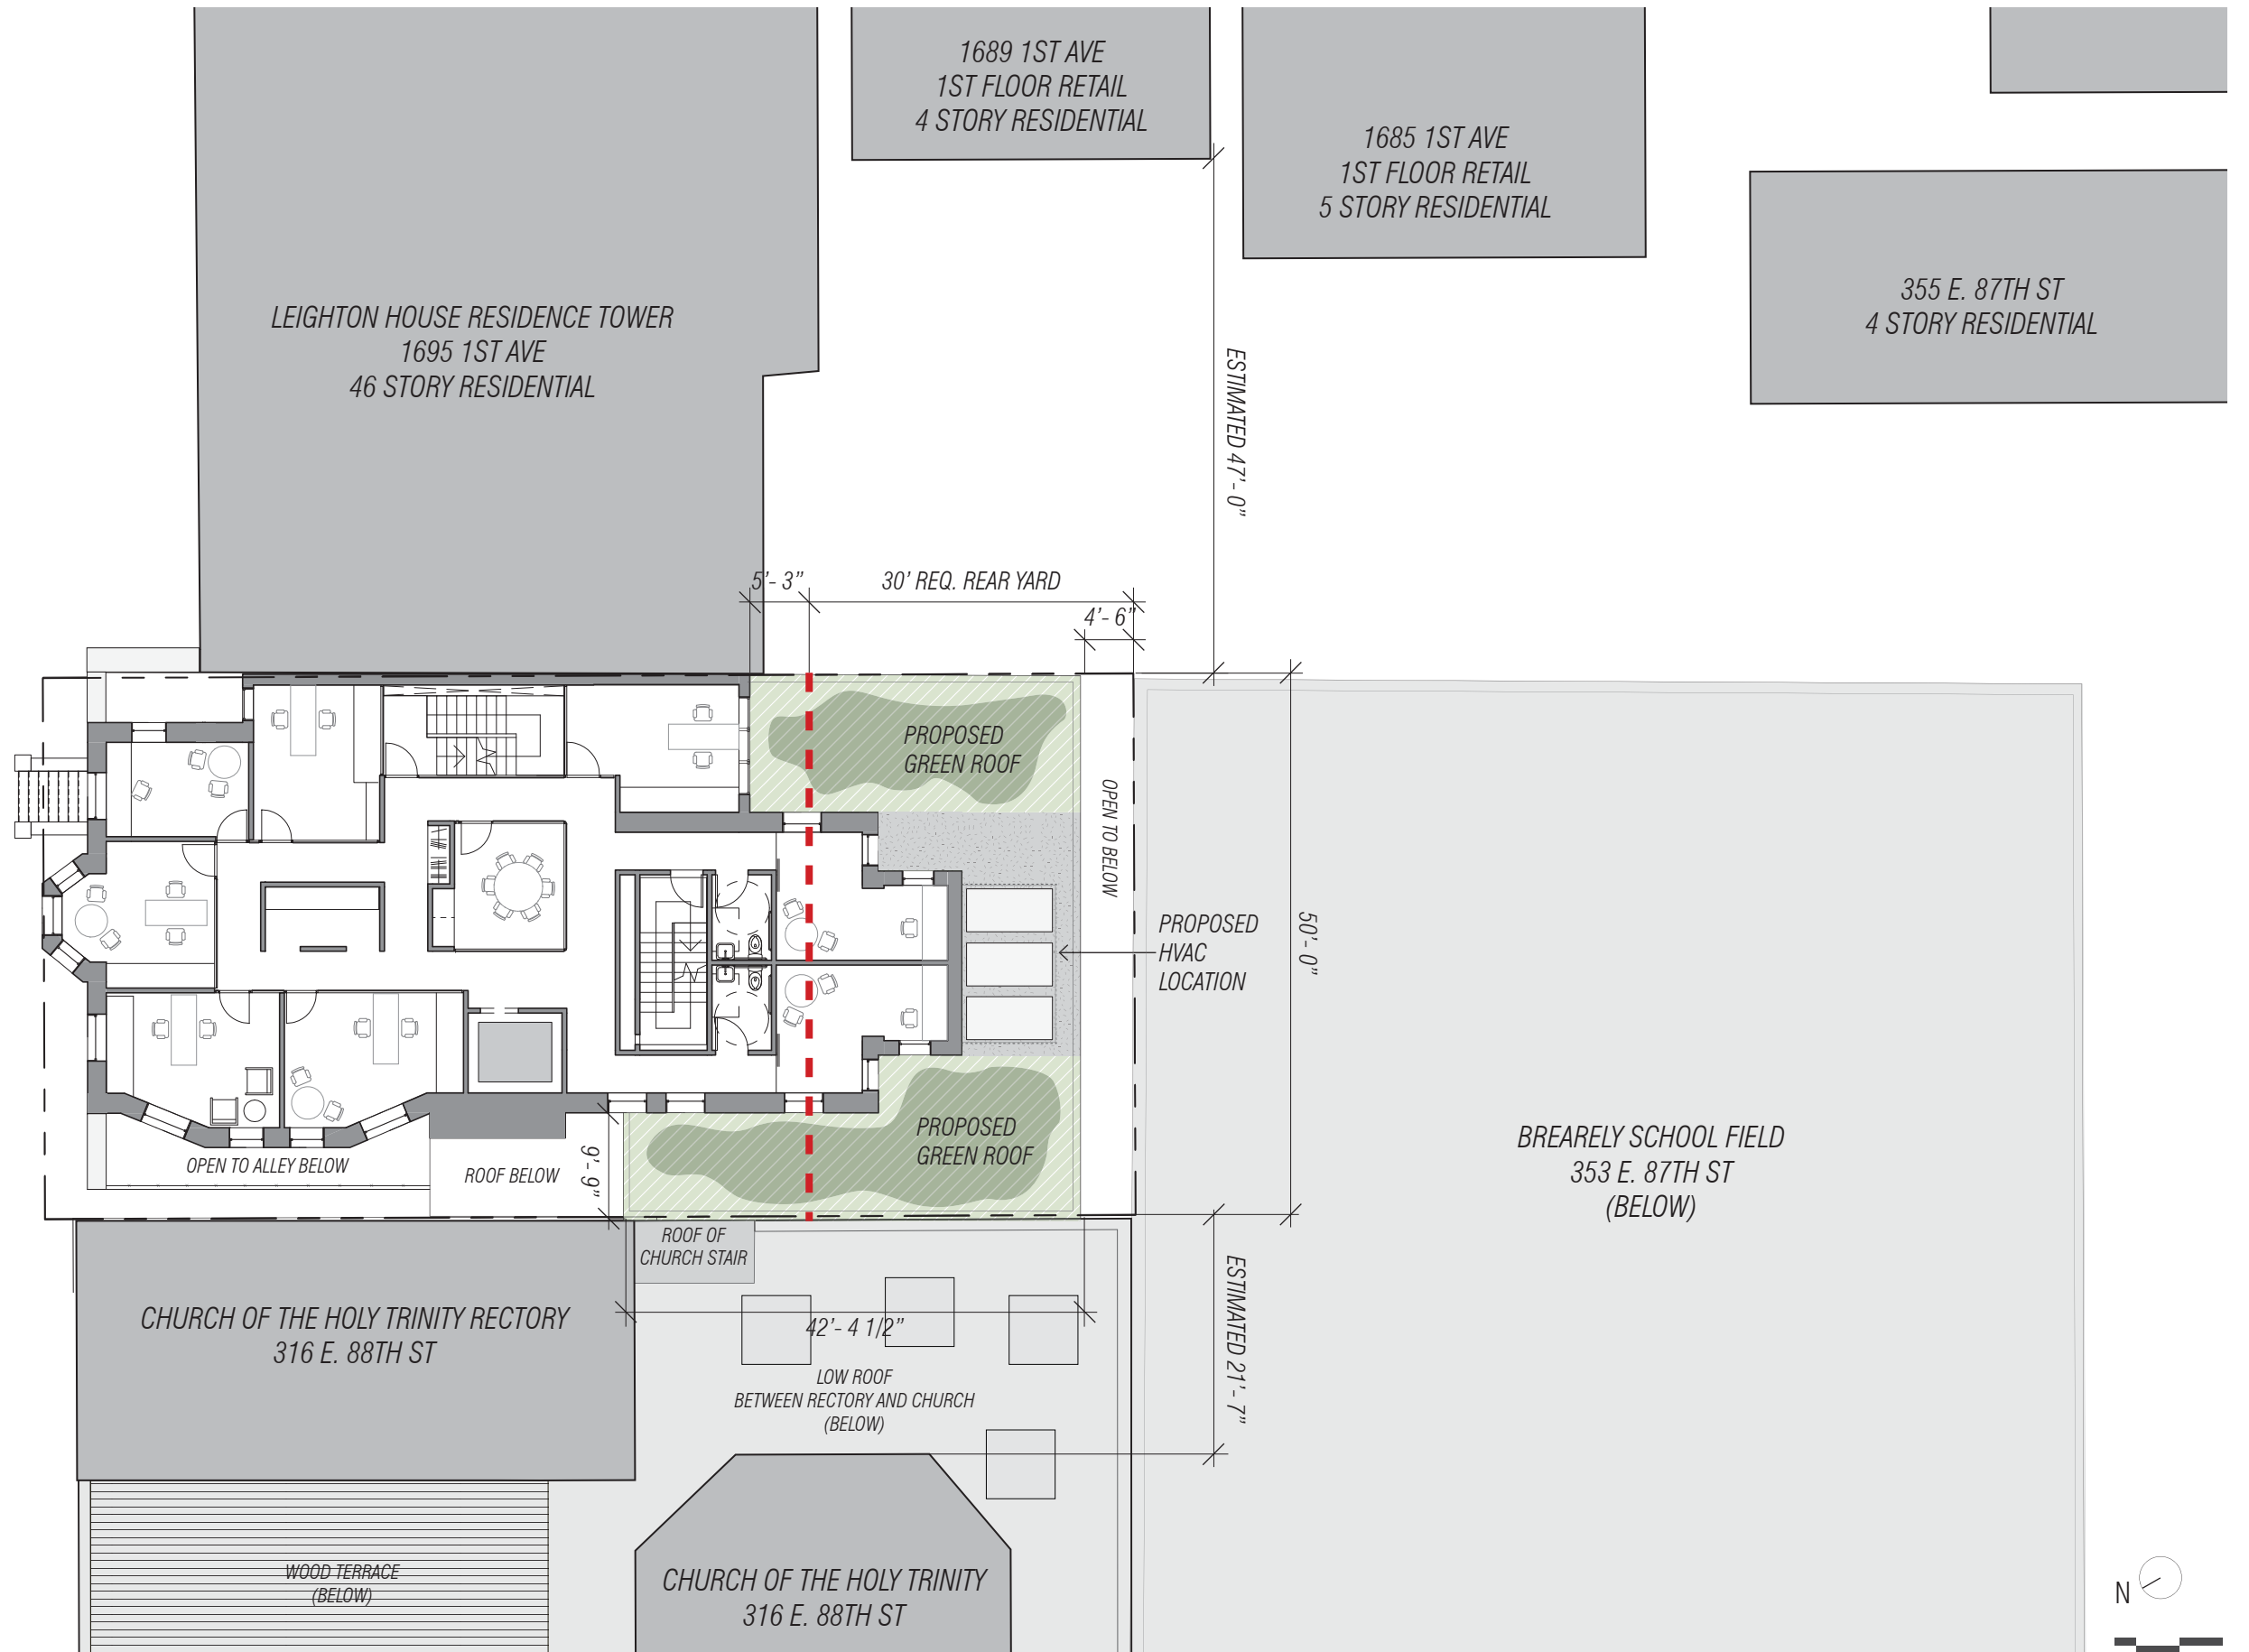 1689 1ST AVE
1ST FLOOR RETAIL
4 STORY RESIDENTIAL
1685 1ST AVE
1ST FLOOR RETAIL
5 STORY RESIDENTIAL
355 E. 87TH ST
4 STORY RESIDENTIAL
LEIGHTON HOUSE RESIDENCE TOWER
1695 1ST AVE
46 STORY RESIDENTIAL
ESTIMATED 47'- 0"
5'- 3"
30' REQ. REAR YARD
4'- 6"
PROPOSED
GREEN ROOF
OPEN TO BELOW
PROPOSED
HVAC
LOCATION
50'- 0"
PROPOSED
GREEN ROOF
BREARELY SCHOOL FIELD
353 E. 87TH ST
(BELOW)
OPEN TO ALLEY BELOW
ROOF BELOW
9'- 9"
ROOF OF
CHURCH STAIR
CHURCH OF THE HOLY TRINITY RECTORY
316 E. 88TH ST
42'- 4 1/2"
ESTIMATED 21'- 7"
LOW ROOF
BETWEEN RECTORY AND CHURCH
(BELOW)
WOOD TERRACE
(BELOW)
CHURCH OF THE HOLY TRINITY
316 E. 88TH ST
N